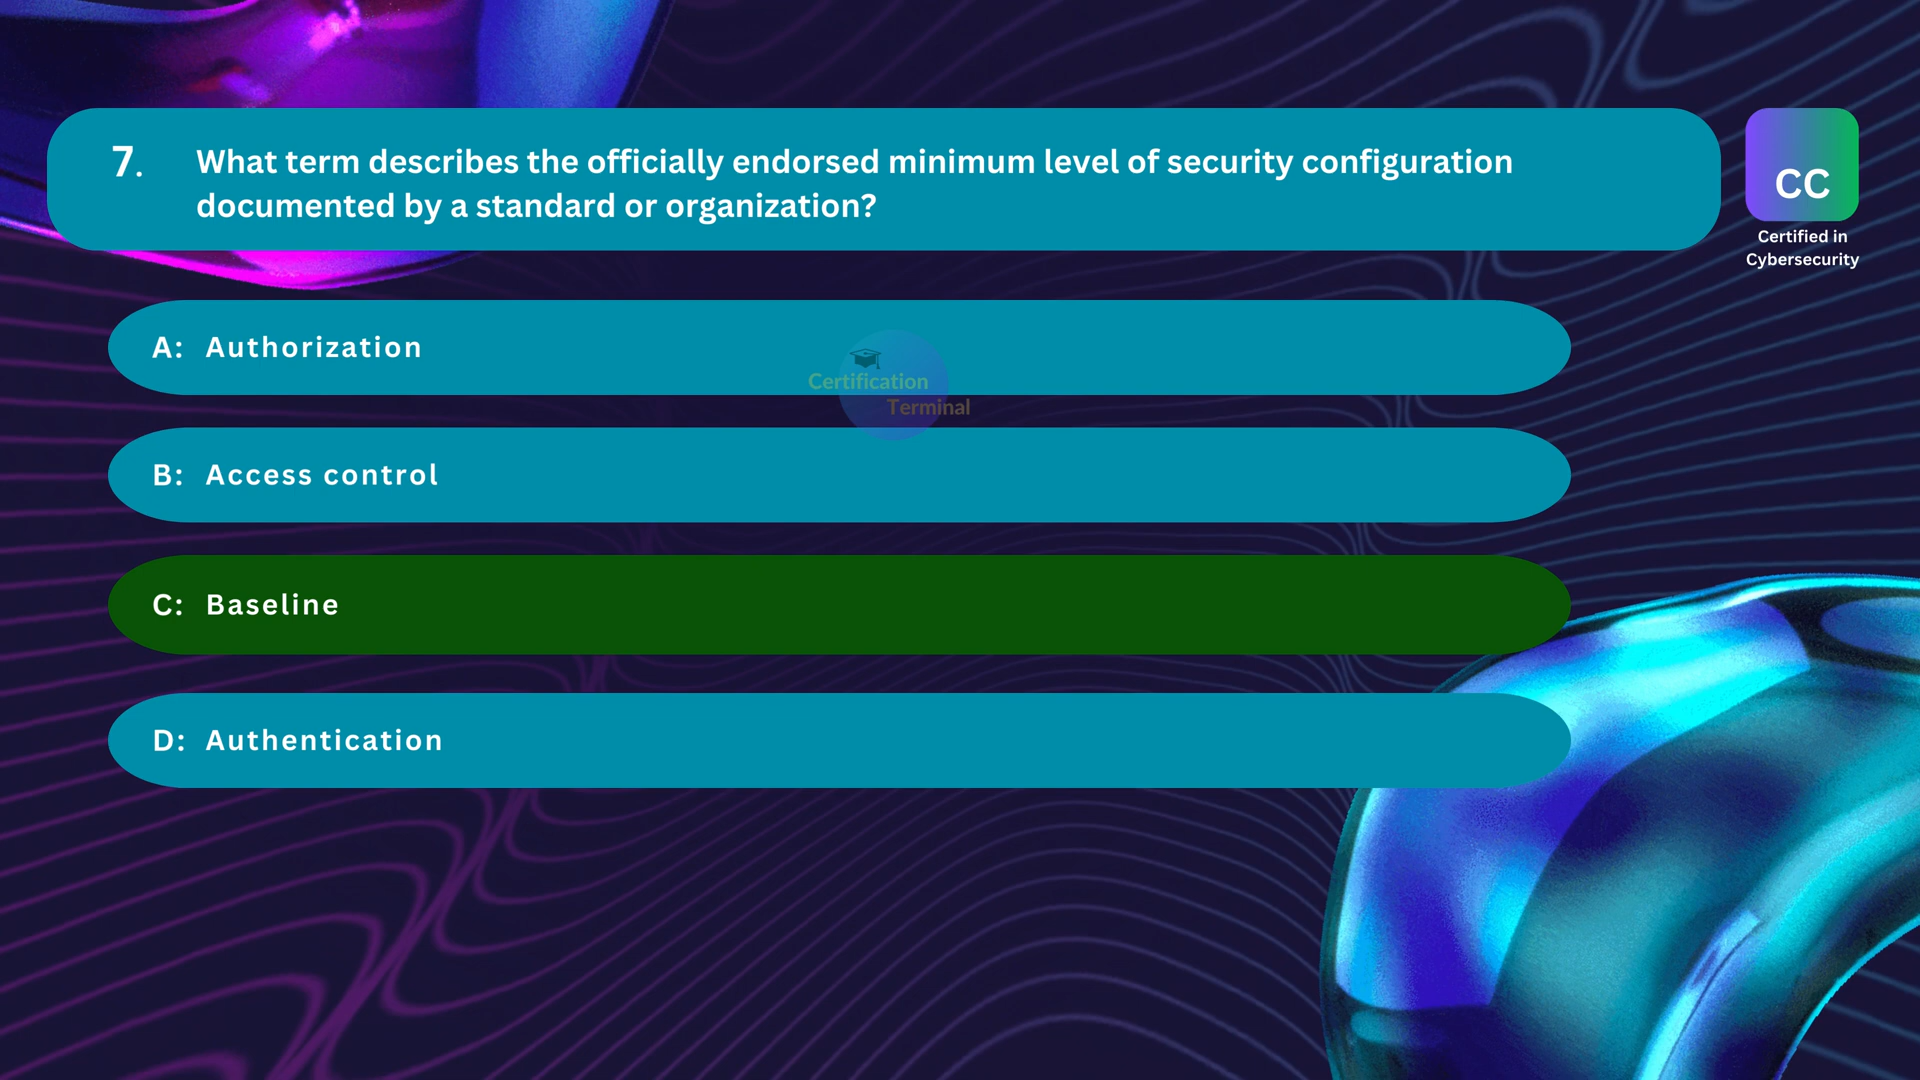 7. What term describes the officially endorsed minimum level of security configuration
documented by a standard or organization?
CC
Certified in
Cybersecurity
A: Authorization
Certification
Terminal
B: Access control
C: Baseline
D: Authentication